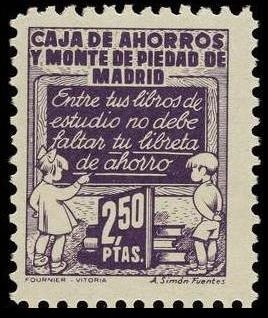 CAJA DE AHORROS
Y MONTE DE PIEDAD DE
MADRID
Entre tus libros de
estudio no debe
faltar tu libreta
de ahorro
2,50
PTAS.
FOURNIER - VITORIA
A. Simón Fuentes